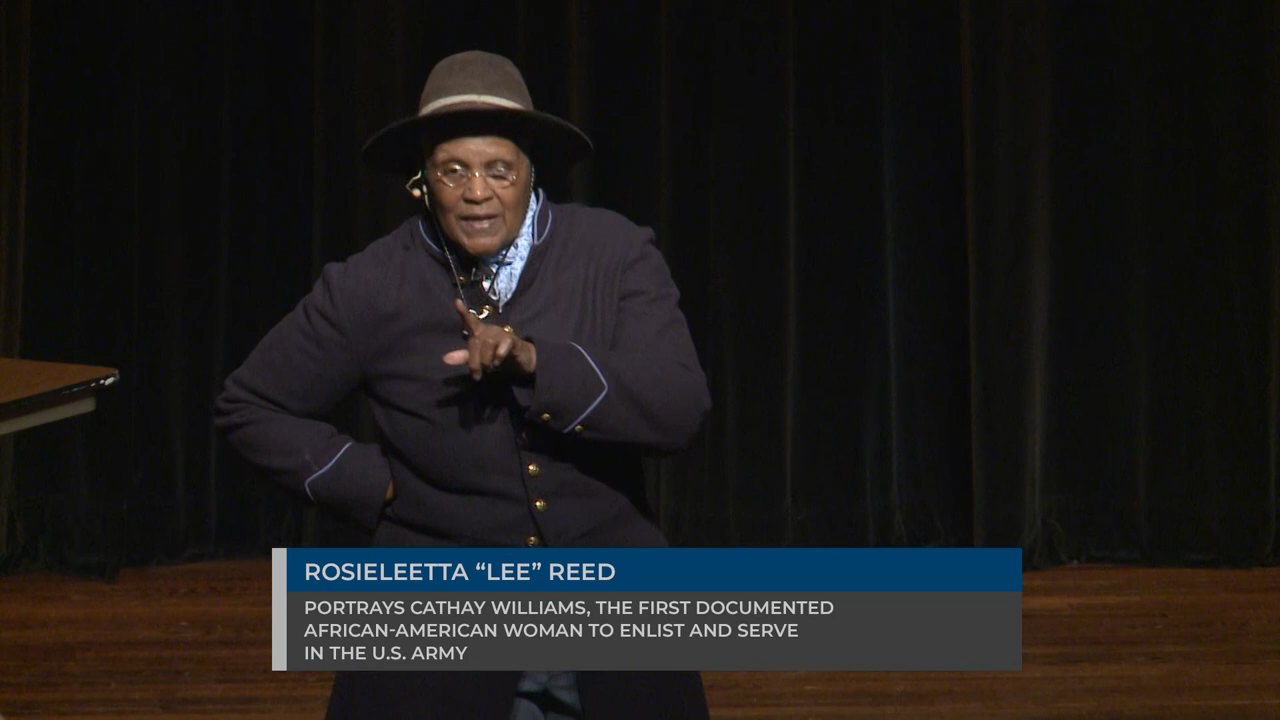 ROSIELEETTA “LEE” REED
PORTRAYS CATHAY WILLIAMS, THE FIRST DOCUMENTED
AFRICAN-AMERICAN WOMAN TO ENLIST AND SERVE
IN THE U.S. ARMY